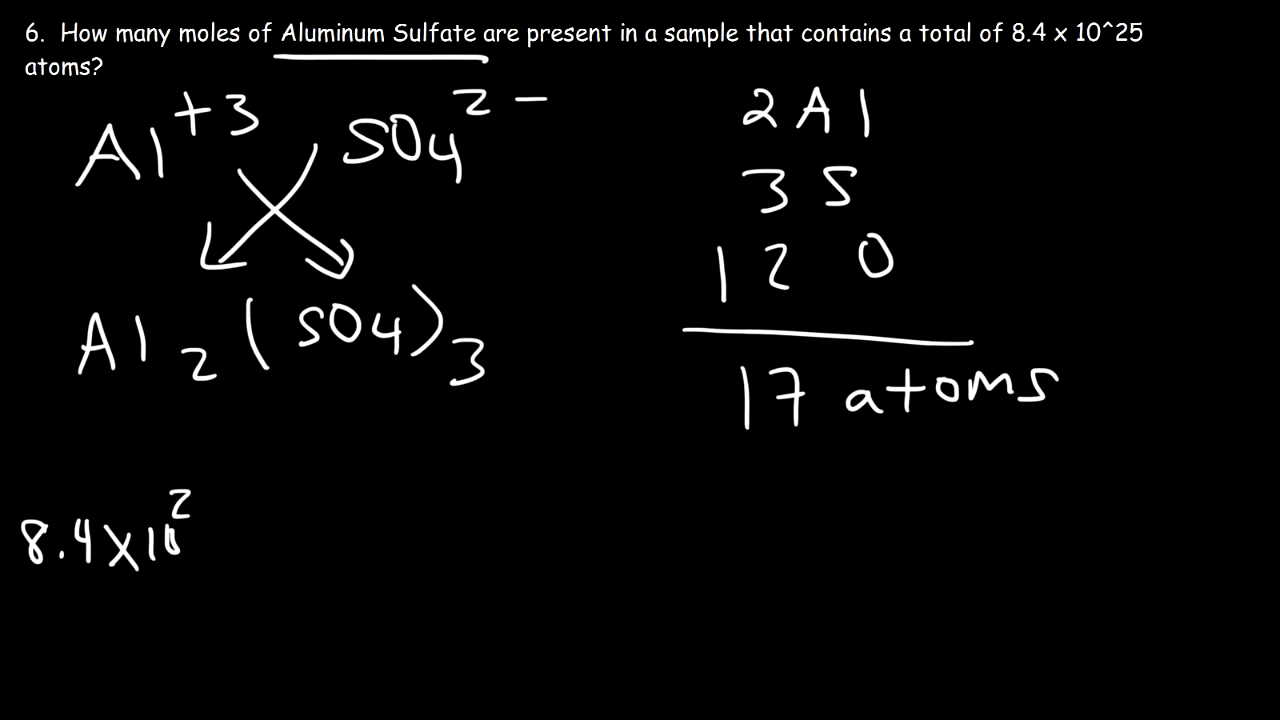 6. How many moles of Aluminum Sulfate are present in a sample that contains a total of 8.4 x 10^25
atoms?
Al+3 SO4 2-
Al2(SO4)3
2 Al
3 S
12 O
17 atoms
8.4x10^2